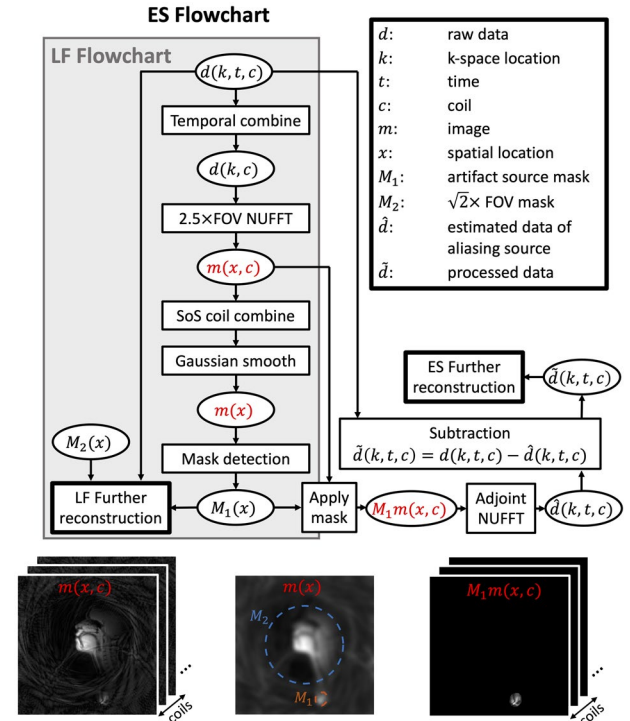 ES Flowchart
LF Flowchart
d(k, t, c)
Temporal combine
d(k, c)
2.5×FOV NUFFT
m(x, c)
SoS coil combine
Gaussian smooth
m(x)
Mask detection
M₂(x)
LF Further
reconstruction
M₁(x)
Apply
mask
M₁m(x, c)
Adjoint
NUFFT
d̂(k, t, c)
Subtraction
d̃(k, t, c) = d(k, t, c) − d̂(k, t, c)
ES Further
reconstruction
d̃(k, t, c)
d: raw data
k: k-space location
t: time
c: coil
m: image
x: spatial location
M₁: artifact source mask
M₂: √2× FOV mask
d̂: estimated data of
aliasing source
d̃: processed data
m(x, c)
...
coils
m(x)
M₂
M₁
M₁m(x, c)
...
coils